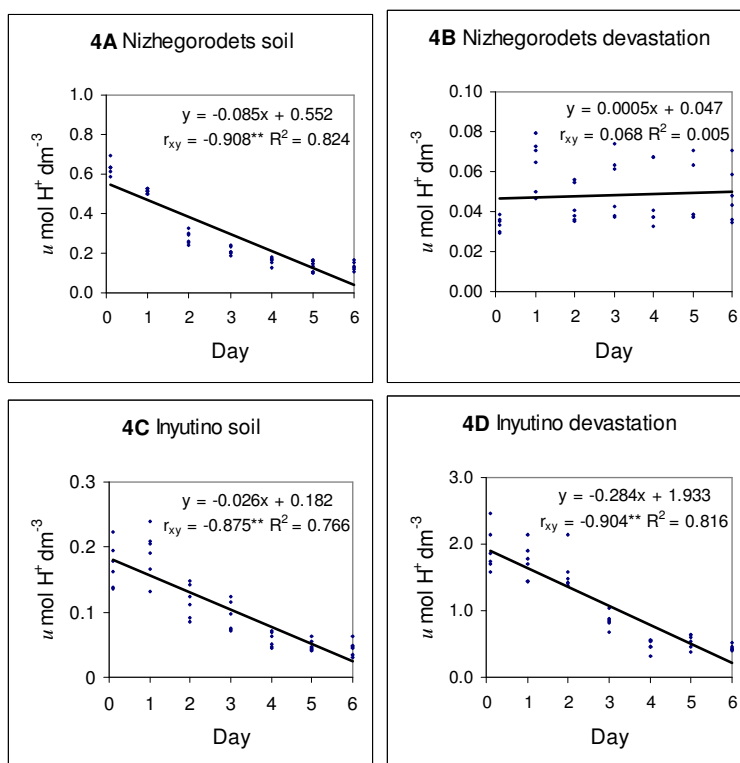 4A Nizhegorodets soil
y = -0.085x + 0.552
r_xy = -0.908** R² = 0.824
u mol H⁺ dm⁻³
1.0
0.8
0.6
0.4
0.2
0.0
0 1 2 3 4 5 6
Day
4B Nizhegorodets devastation
y = 0.0005x + 0.047
r_xy = 0.068 R² = 0.005
u mol H⁺ dm⁻³
0.10
0.08
0.06
0.04
0.02
0.00
0 1 2 3 4 5 6
Day
4C Inyutino soil
y = -0.026x + 0.182
r_xy = -0.875** R² = 0.766
u mol H⁺ dm⁻³
0.3
0.2
0.1
0
0 1 2 3 4 5 6
Day
4D Inyutino devastation
y = -0.284x + 1.933
r_xy = -0.904** R² = 0.816
u mol H⁺ dm⁻³
3.0
2.0
1.0
0.0
0 1 2 3 4 5 6
Day